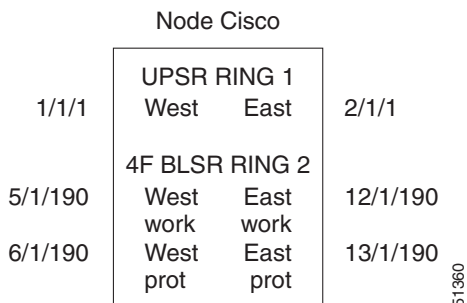 Node Cisco
UPSR RING 1
1/1/1 West East 2/1/1
4F BLSR RING 2
5/1/190 West East 12/1/190
work work
6/1/190 West East 13/1/190
prot prot
51360